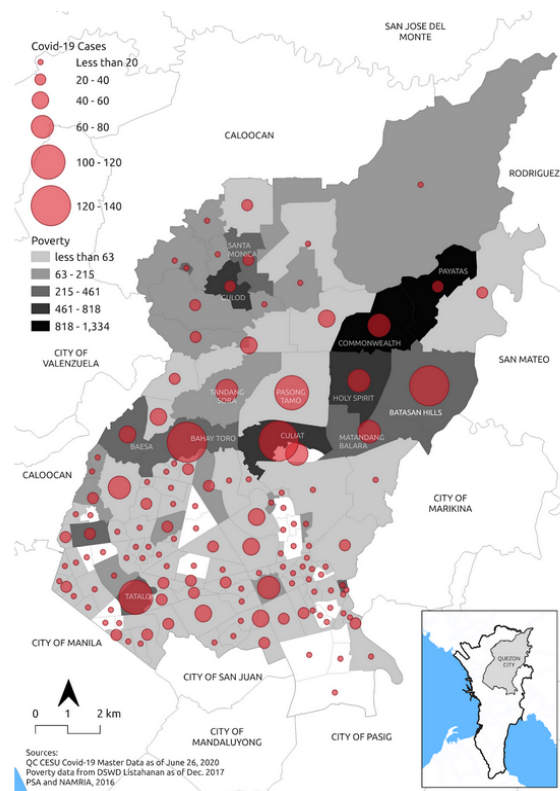 SAN JOSE DEL
MONTE
Covid-19 Cases
Less than 20
20 - 40
40 - 60
60 - 80
100 - 120
120 - 140
CALOOCAN
RODRIGUEZ
Poverty
less than 63
63 - 215
215 - 461
461 - 818
818 - 1,334
SANTA
MONICA
GULOD
PAYATAS
COMMONWEALTH
CITY OF
VALENZUELA
SAN MATEO
TANDANG
SORA
PASONG
TAMO
HOLY SPIRIT
BATASAN HILLS
BAESA
BAHAY TORO
CULIAT
MATANDANG
BALARA
CALOOCAN
CITY OF
MARIKINA
TATALON
CITY OF MANILA
CITY OF SAN JUAN
QUEZON
CITY
0 1 2 km
CITY OF
MANDALUYONG
CITY OF PASIG
Sources:
QC CESU Covid-19 Master Data as of June 26, 2020
Poverty data from DSWD Listahanan as of Dec. 2017
PSA and NAMRIA, 2016